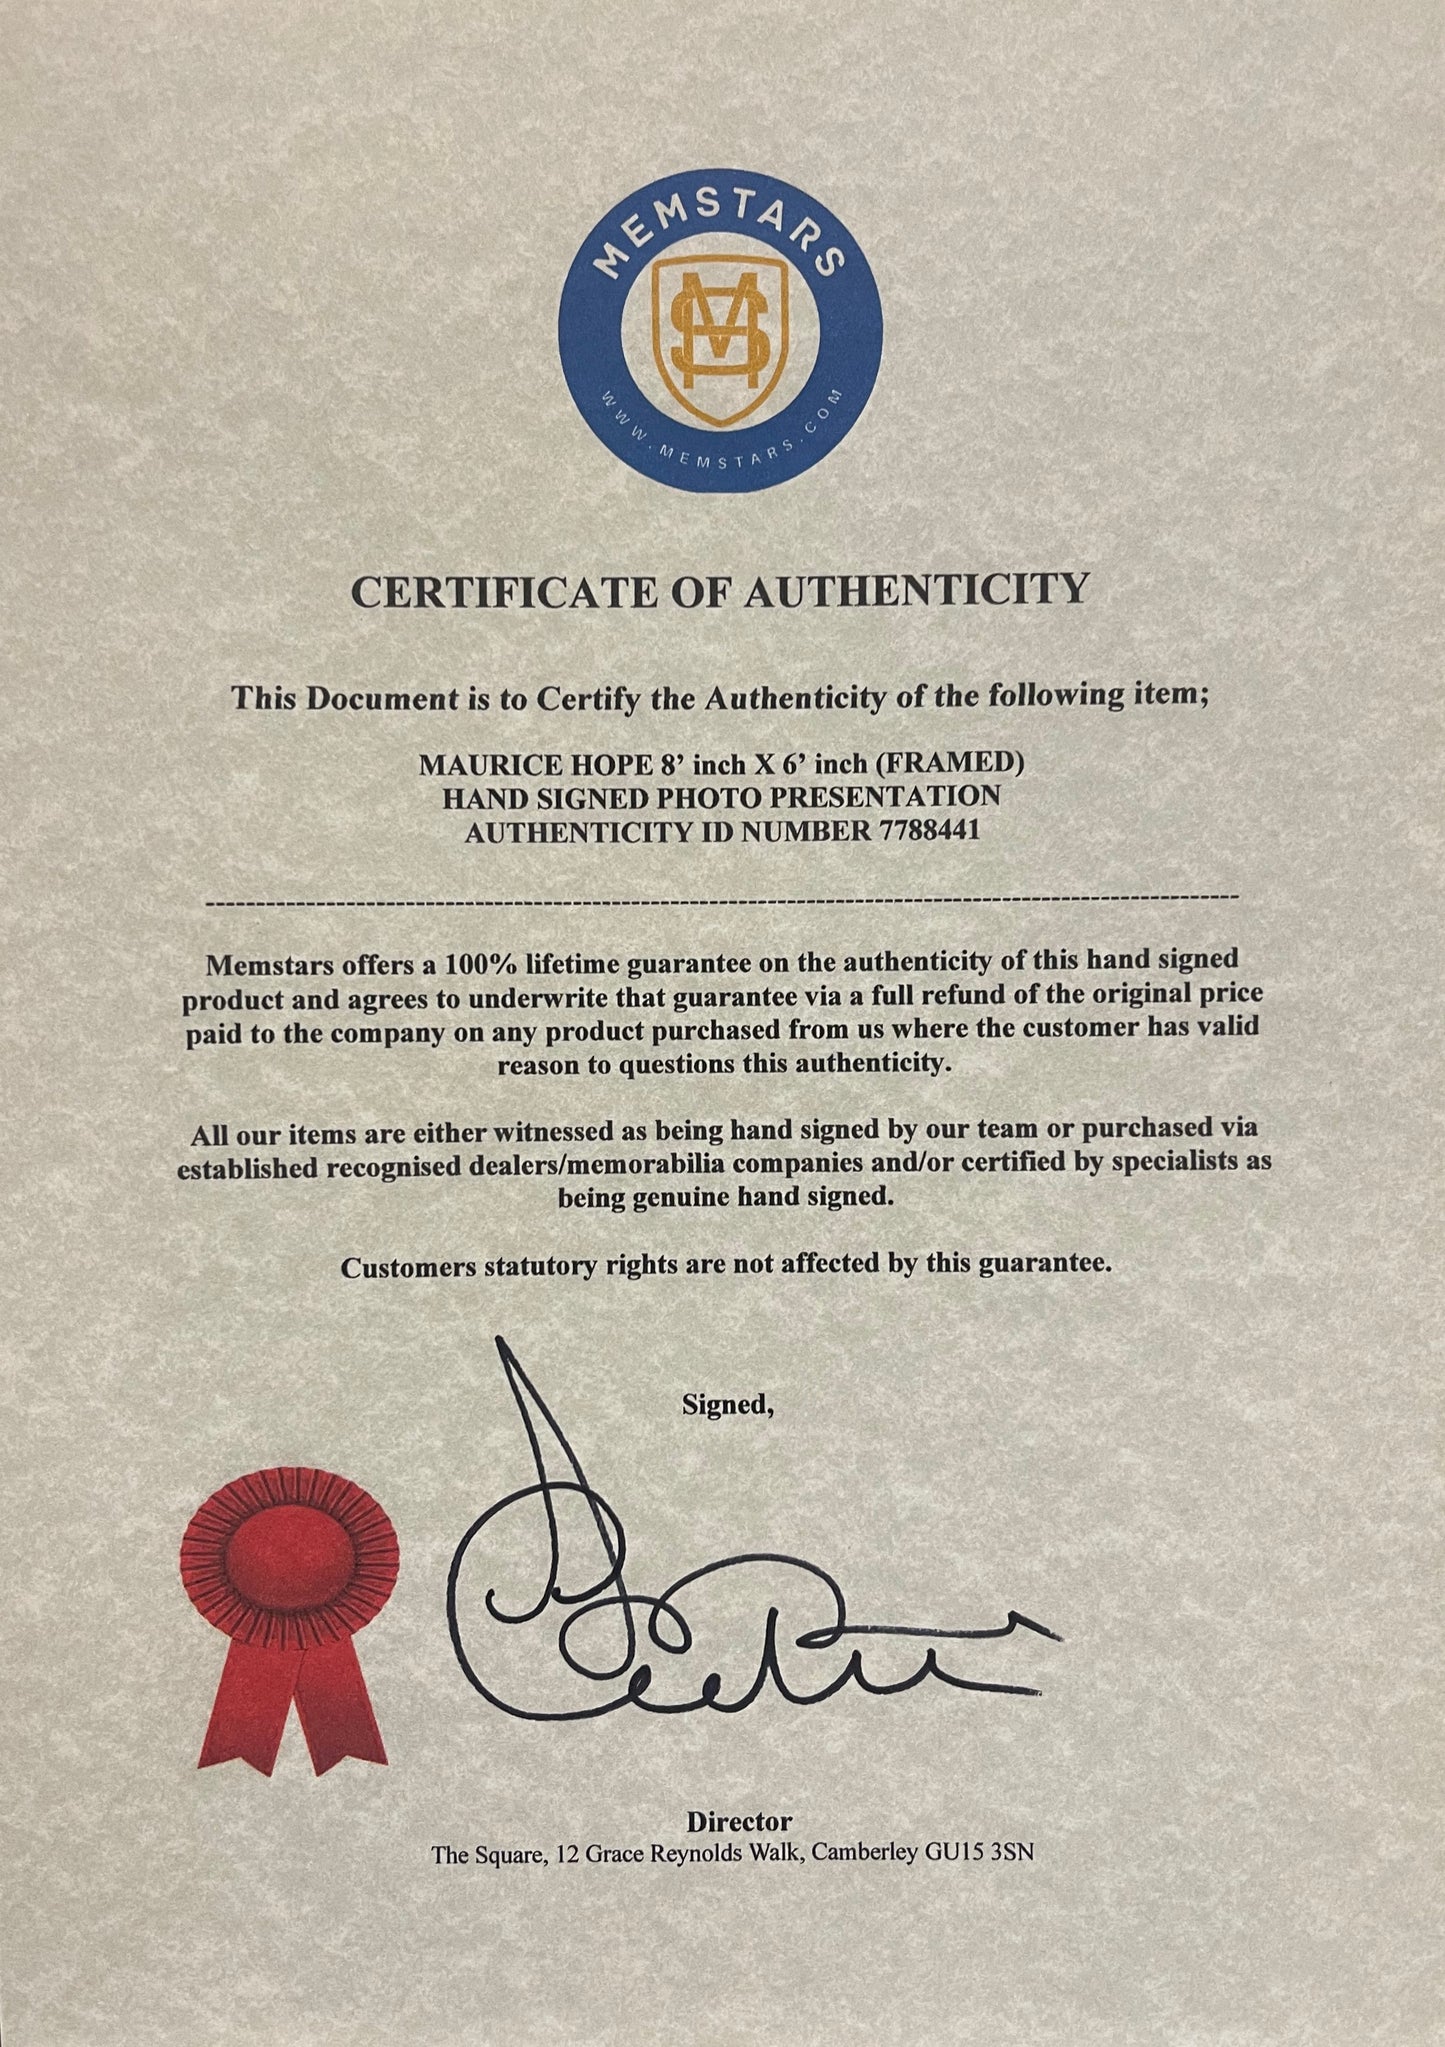 MEMSTARS
WWW.MEMSTARS.COM
CERTIFICATE OF AUTHENTICITY
This Document is to Certify the Authenticity of the following item;
MAURICE HOPE 8’ inch X 6’ inch (FRAMED)
HAND SIGNED PHOTO PRESENTATION
AUTHENTICITY ID NUMBER 7788441
Memstars offers a 100% lifetime guarantee on the authenticity of this hand signed
product and agrees to underwrite that guarantee via a full refund of the original price
paid to the company on any product purchased from us where the customer has valid
reason to questions this authenticity.
All our items are either witnessed as being hand signed by our team or purchased via
established recognised dealers/memorabilia companies and/or certified by specialists as
being genuine hand signed.
Customers statutory rights are not affected by this guarantee.
Signed,
Director
The Square, 12 Grace Reynolds Walk, Camberley GU15 3SN